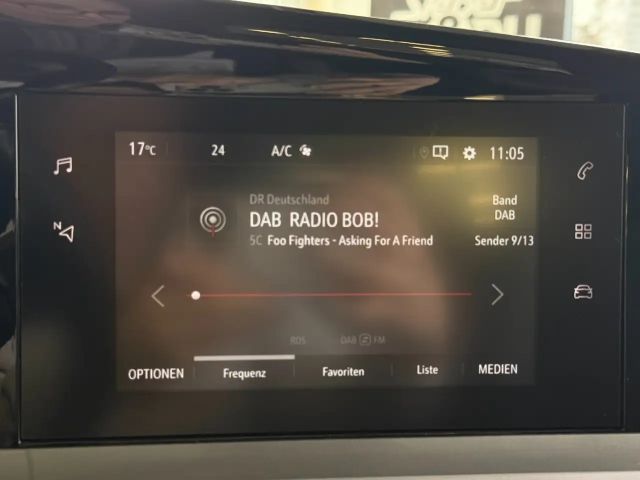 17°C 24 A/C 11:05
DR Deutschland
DAB RADIO BOB! Band DAB
5C Foo Fighters - Asking For A Friend Sender 9/13
N
RDS DAB FM
OPTIONEN Frequenz Favoriten Liste MEDIEN